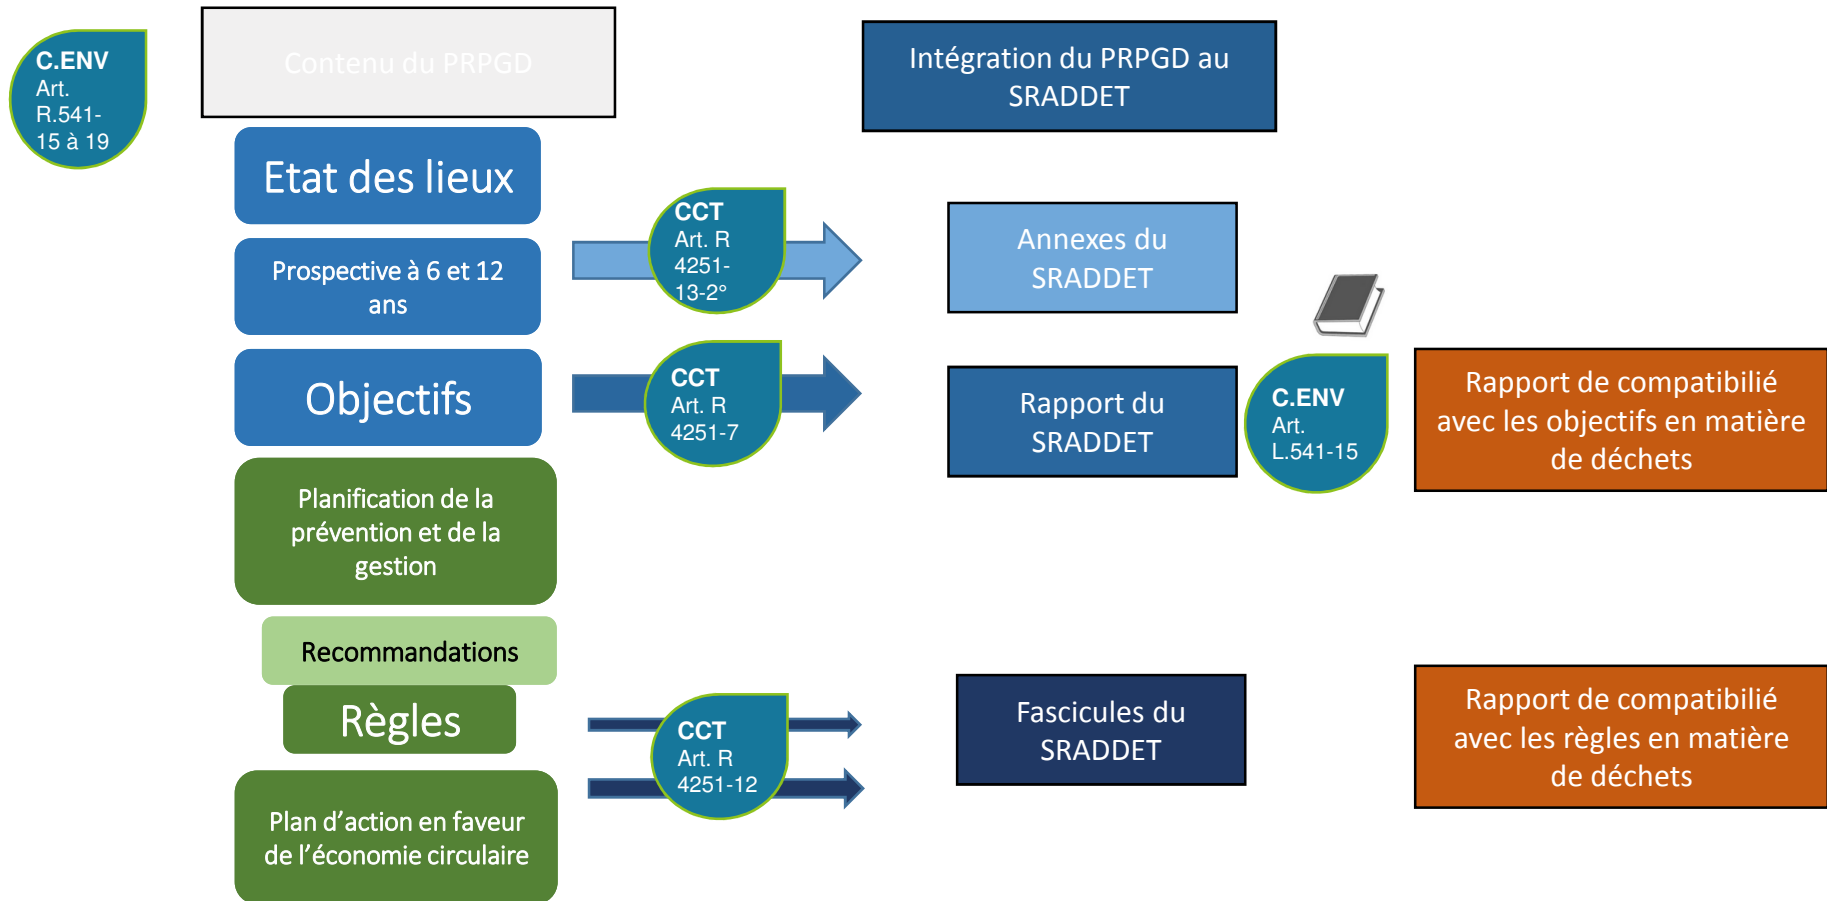 C.ENV
Art.
R.541-
15 à 19
Contenu du PRPGD
Intégration du PRPGD au
SRADDET
Etat des lieux
Prospective à 6 et 12
ans
CCT
Art. R
4251-
13-2°
Annexes du
SRADDET
Objectifs
CCT
Art. R
4251-7
Rapport du
SRADDET
C.ENV
Art.
L.541-15
Rapport de compatibilié
avec les objectifs en matière
de déchets
Planification de la
prévention et de la
gestion
Recommandations
Règles
CCT
Art. R
4251-12
Fascicules du
SRADDET
Rapport de compatibilié
avec les règles en matière
de déchets
Plan d’action en faveur
de l’économie circulaire